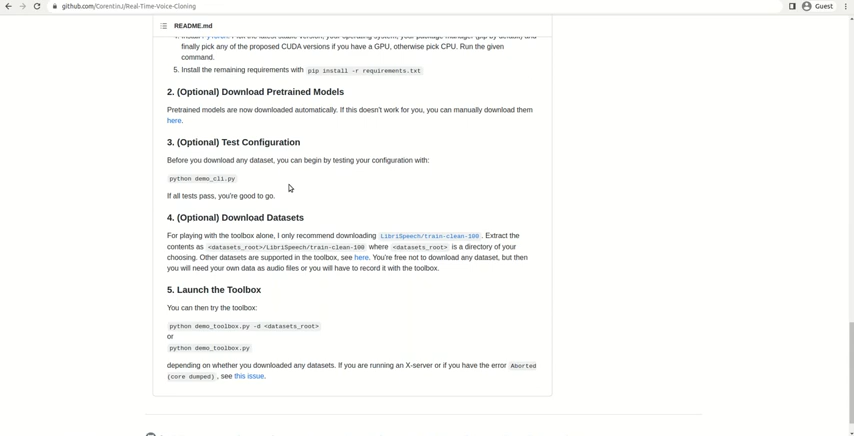 github.com/CorentinJ/Real-Time-Voice-Cloning
Guest
README.md
finally pick any of the proposed CUDA versions if you have a GPU, otherwise pick CPU. Run the given
command.
5. Install the remaining requirements with pip install -r requirements.txt
2. (Optional) Download Pretrained Models
Pretrained models are now downloaded automatically. If this doesn't work for you, you can manually download them
here.
3. (Optional) Test Configuration
Before you download any dataset, you can begin by testing your configuration with:
python demo_cli.py
If all tests pass, you're good to go.
4. (Optional) Download Datasets
For playing with the toolbox alone, I only recommend downloading LibriSpeech/train-clean-100 . Extract the
contents as <datasets_root>/LibriSpeech/train-clean-100 where <datasets_root> is a directory of your
choosing. Other datasets are supported in the toolbox, see here. You're free not to download any dataset, but then
you will need your own data as audio files or you will have to record it with the toolbox.
5. Launch the Toolbox
You can then try the toolbox:
python demo_toolbox.py -d <datasets_root>
or
python demo_toolbox.py
depending on whether you downloaded any datasets. If you are running an X-server or if you have the error Aborted
(core dumped) , see this issue.